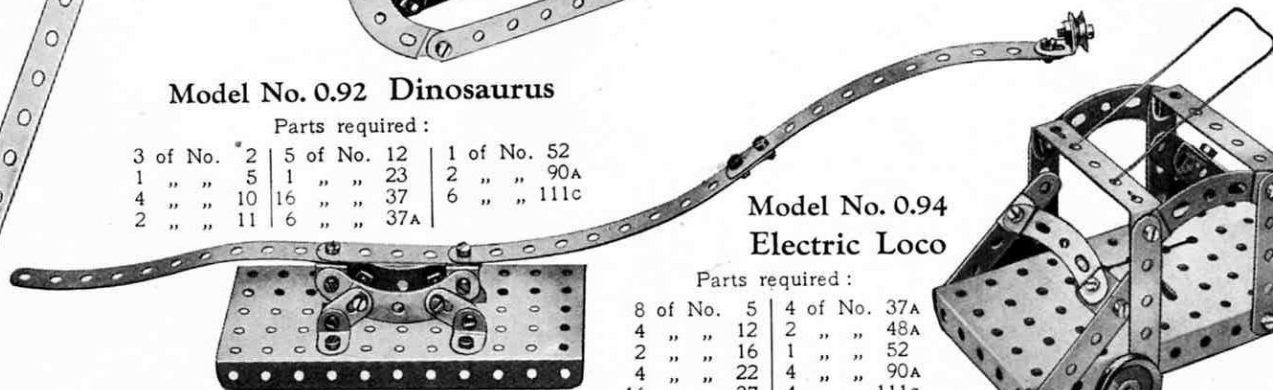 Model No. 0.92 Dinosaurus
Parts required :
3 of No. 2 | 5 of No. 12 | 1 of No. 52
1 „ „ 5 | 1 „ „ 23 | 2 „ „ 90A
4 „ „ 10 | 16 „ „ 37 | 6 „ „ 111C
2 „ „ 11 | 6 „ „ 37A
Model No. 0.94
Electric Loco
Parts required :
8 of No. 5 | 4 of No. 37A
4 „ „ 12 | 2 „ „ 48A
2 „ „ 16 | 1 „ „ 52
4 „ „ 22 | 4 „ „ 90A